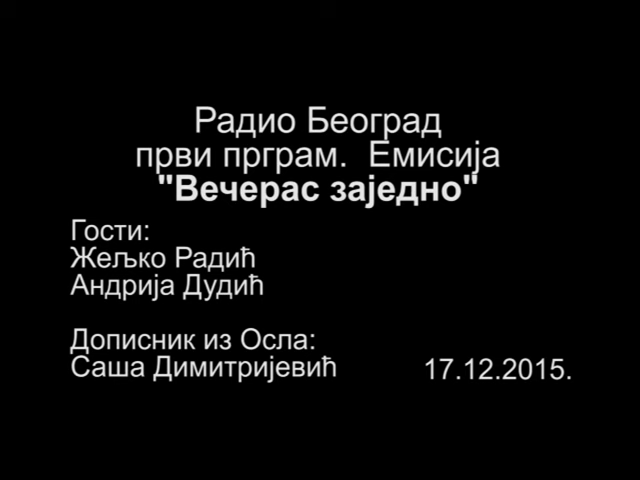 Радио Београд
први прграм.  Емисија
"Вечерас заједно"
Гости:
Жељко Радић
Андрија Дудић
Дописник из Осла:
Саша Димитријевић
17.12.2015.